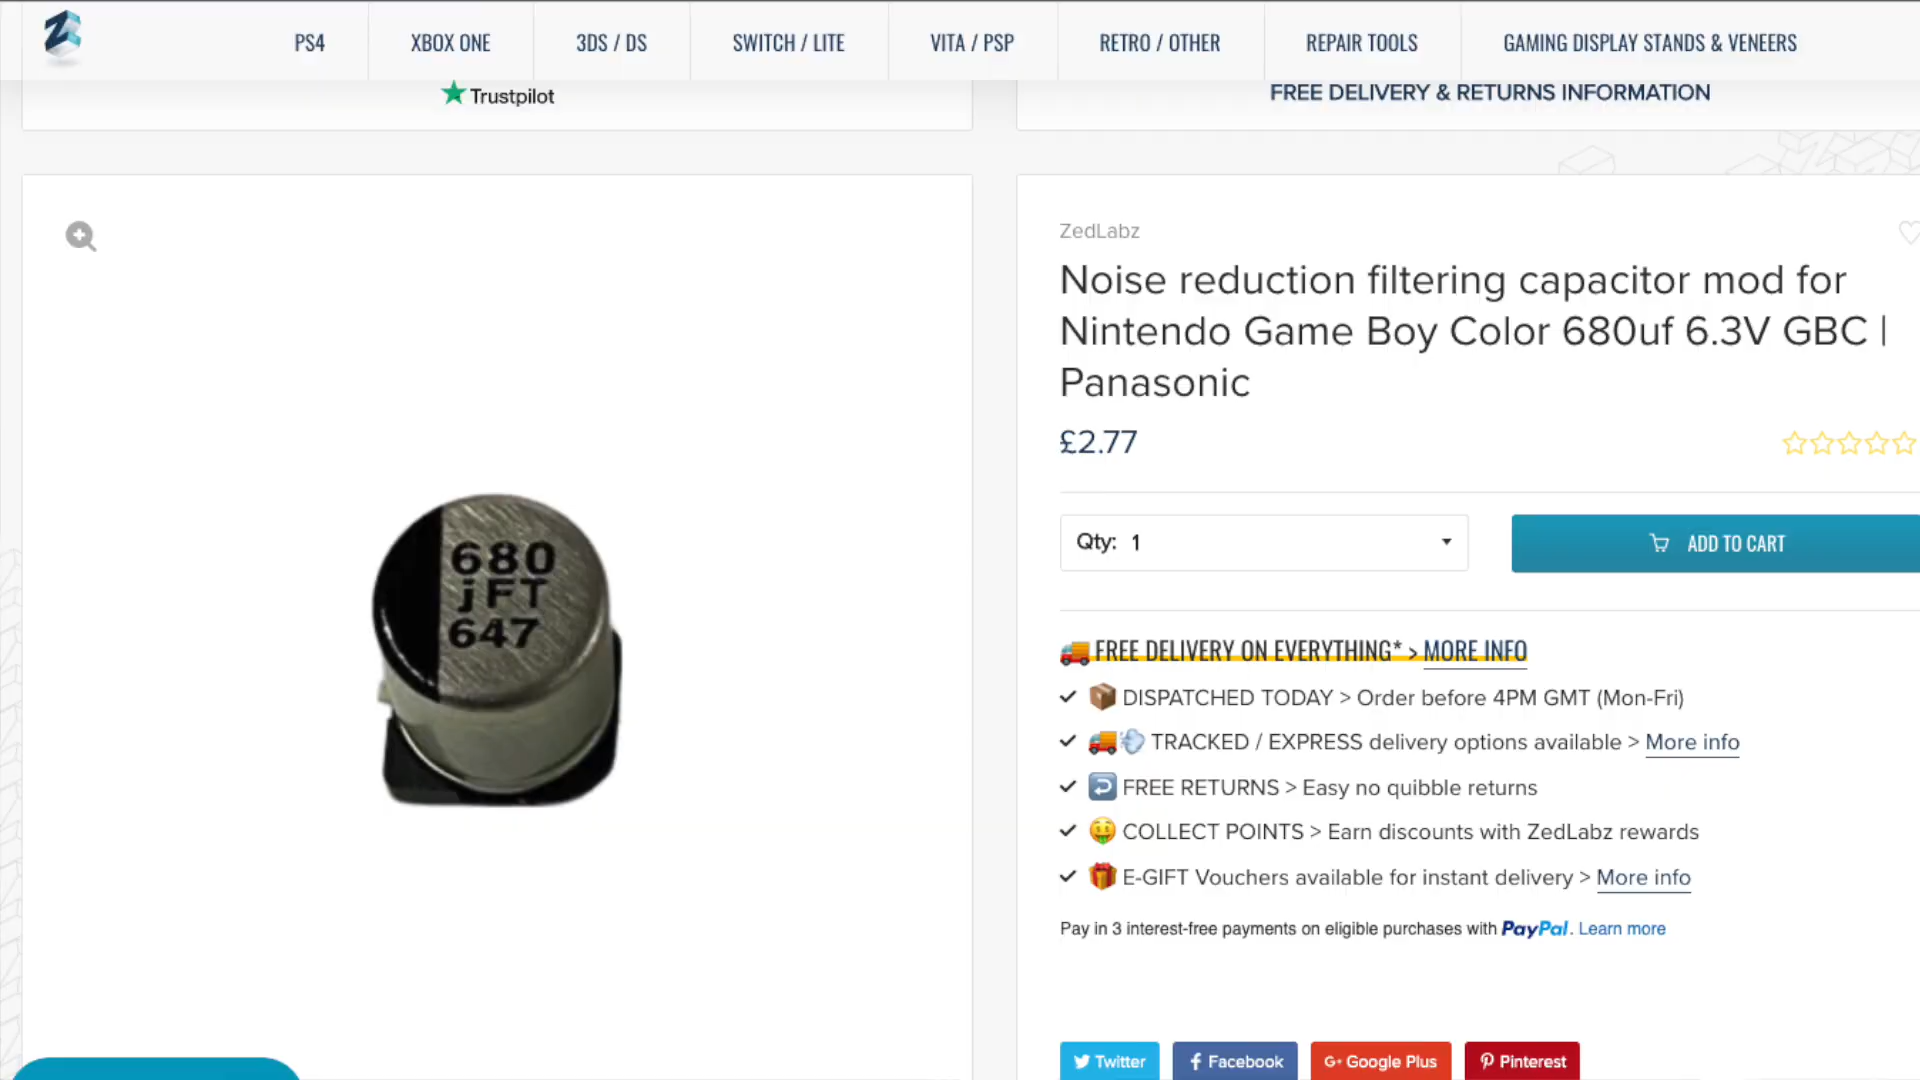 PS4
XBOX ONE
3DS / DS
SWITCH / LITE
VITA / PSP
RETRO / OTHER
REPAIR TOOLS
GAMING DISPLAY STANDS & VENEERS
Trustpilot
FREE DELIVERY & RETURNS INFORMATION
680
jFT
647
ZedLabz
Noise reduction filtering capacitor mod for
Nintendo Game Boy Color 680uf 6.3V GBC |
Panasonic
£2.77
Qty: 1
ADD TO CART
FREE DELIVERY ON EVERYTHING* > MORE INFO
DISPATCHED TODAY > Order before 4PM GMT (Mon-Fri)
TRACKED / EXPRESS delivery options available > More info
FREE RETURNS > Easy no quibble returns
COLLECT POINTS > Earn discounts with ZedLabz rewards
E-GIFT Vouchers available for instant delivery > More info
Pay in 3 interest-free payments on eligible purchases with PayPal. Learn more
Twitter
Facebook
G+ Google Plus
Pinterest